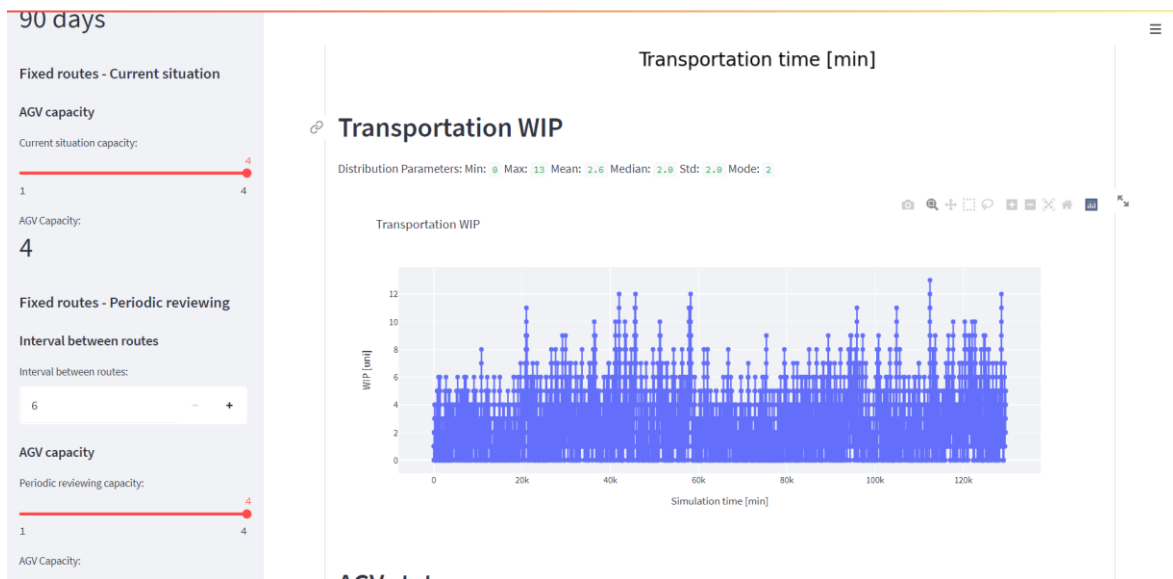 90 days
Fixed routes - Current situation
AGV capacity
Current situation capacity:
4
1 4
AGV Capacity:
4
Fixed routes - Periodic reviewing
Interval between routes
Interval between routes:
6 − +
AGV capacity
Periodic reviewing capacity:
4
1 4
AGV Capacity:
Transportation time [min]
Transportation WIP
Distribution Parameters: Min: 0 Max: 13 Mean: 2.6 Median: 2.0 Std: 2.0 Mode: 2
Transportation WIP
12
10
8
6
4
2
0
WIP [uni]
0 20k 40k 60k 80k 100k 120k
Simulation time [min]